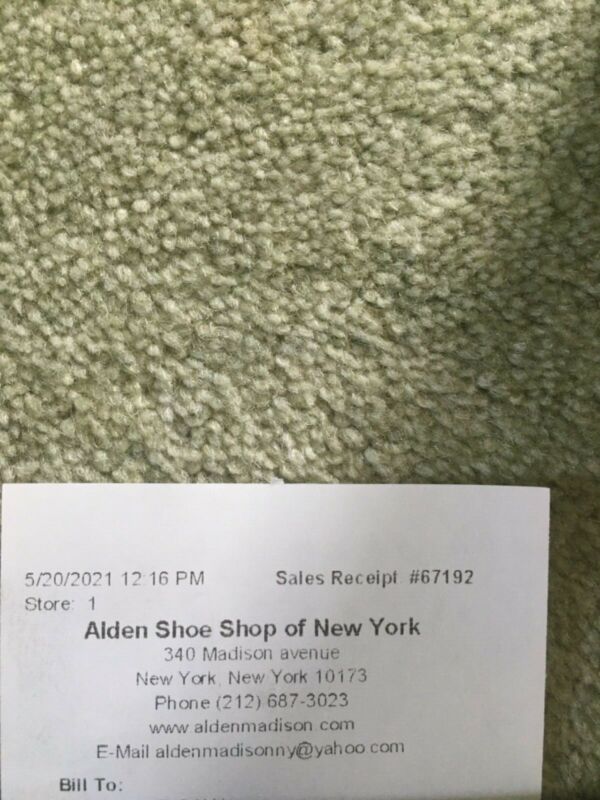 5/20/2021 12:16 PM Sales Receipt #67192
Store: 1
Alden Shoe Shop of New York
340 Madison avenue
New York, New York 10173
Phone (212) 687-3023
www.aldenmadison.com
E-Mail aldenmadisonny@yahoo.com
Bill To: